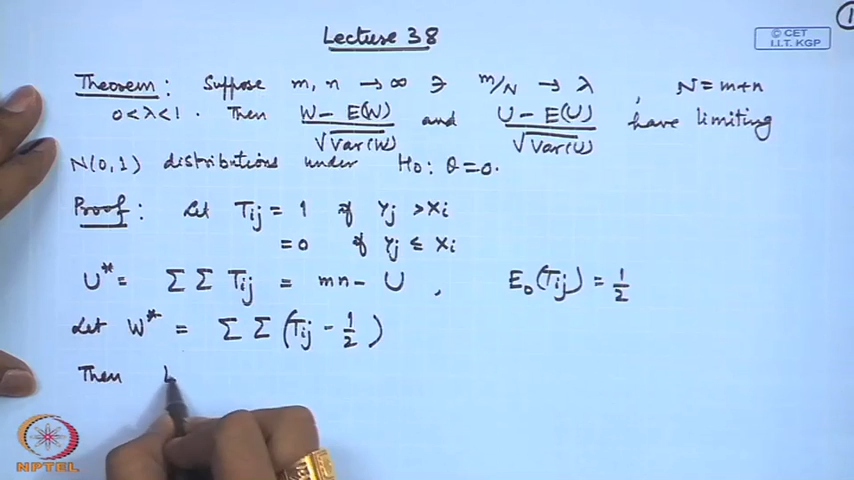 1
© CET
I.I.T. KGP
Lecture 38
Theorem : Suppose m, n → ∞ ∋ m/N → λ , N = m+n
0<λ<1 . Then (W − E(W))/√Var(W) and (U − E(U))/√Var(U) have limiting
N(0,1) distributions under H₀: θ=0.
Proof : Let Tij = 1 if Yj > Xi
= 0 if Yj ≤ Xi
U* = Σ Σ Tij = mn − U , E₀(Tij) = 1/2
Let W* = Σ Σ (Tij − 1/2)
Then
NPTEL